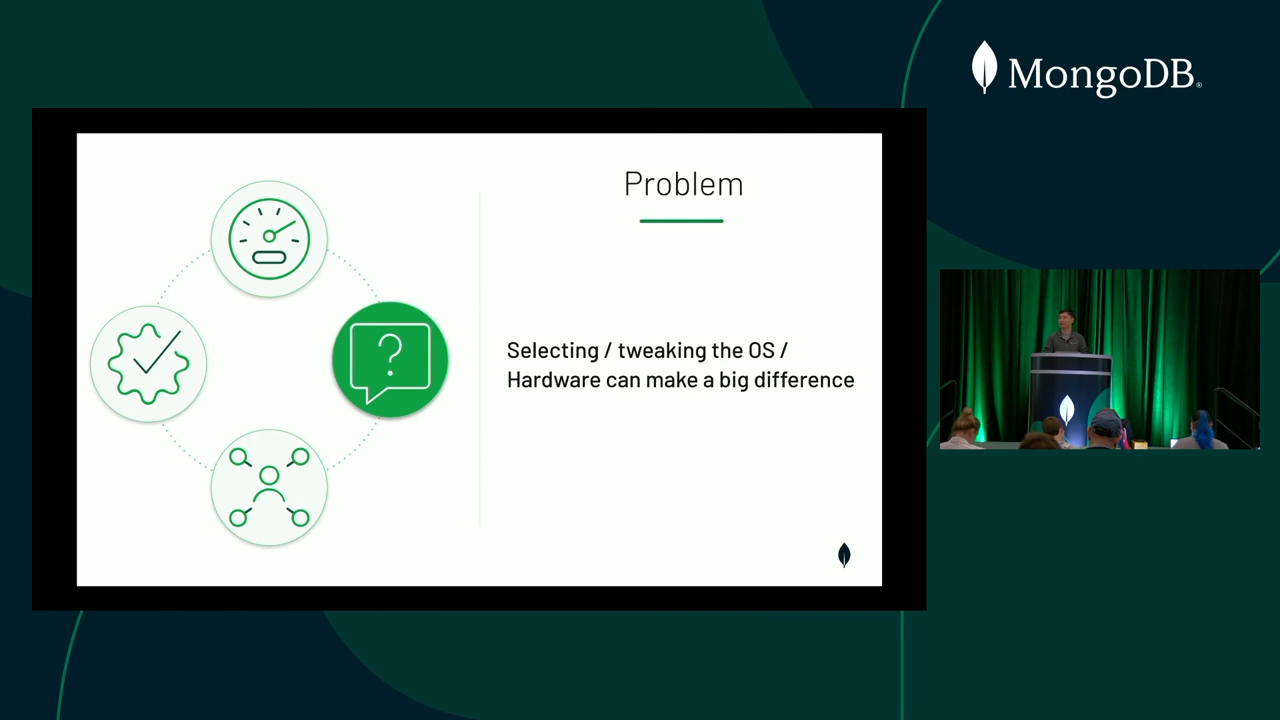 MongoDB®
Problem
?
Selecting / tweaking the OS /
Hardware can make a big difference